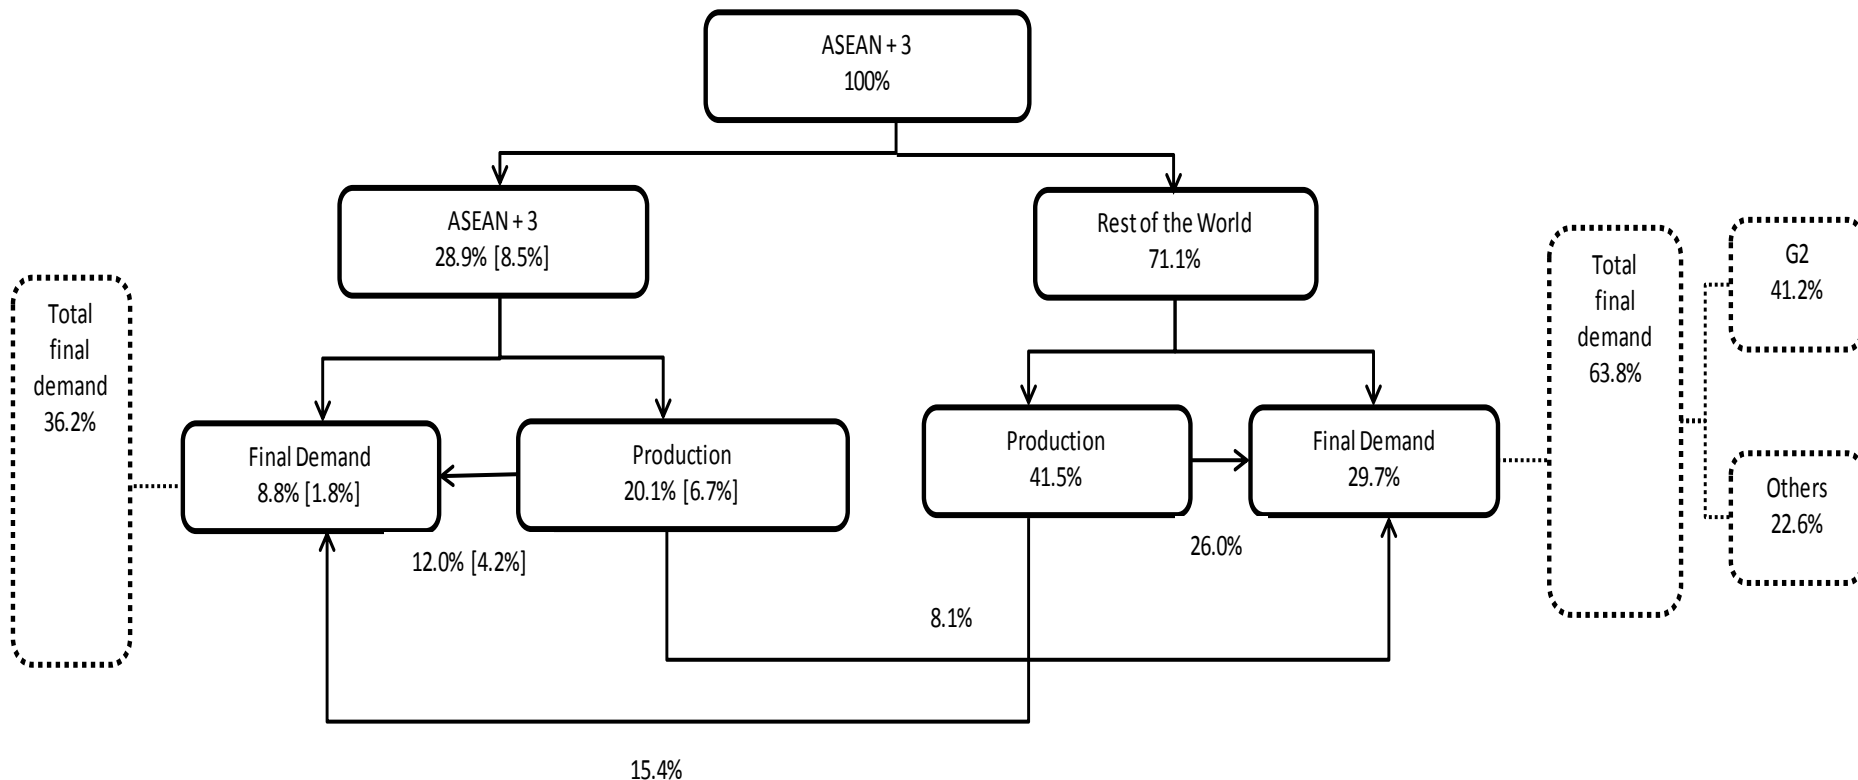 ASEAN + 3
100%
ASEAN + 3
28.9% [8.5%]
Rest of the World
71.1%
G2
41.2%
Total
final
demand
63.8%
Total
final
demand
36.2%
Final Demand
8.8% [1.8%]
Production
20.1% [6.7%]
Production
41.5%
Final Demand
29.7%
Others
22.6%
12.0% [4.2%]
26.0%
8.1%
15.4%